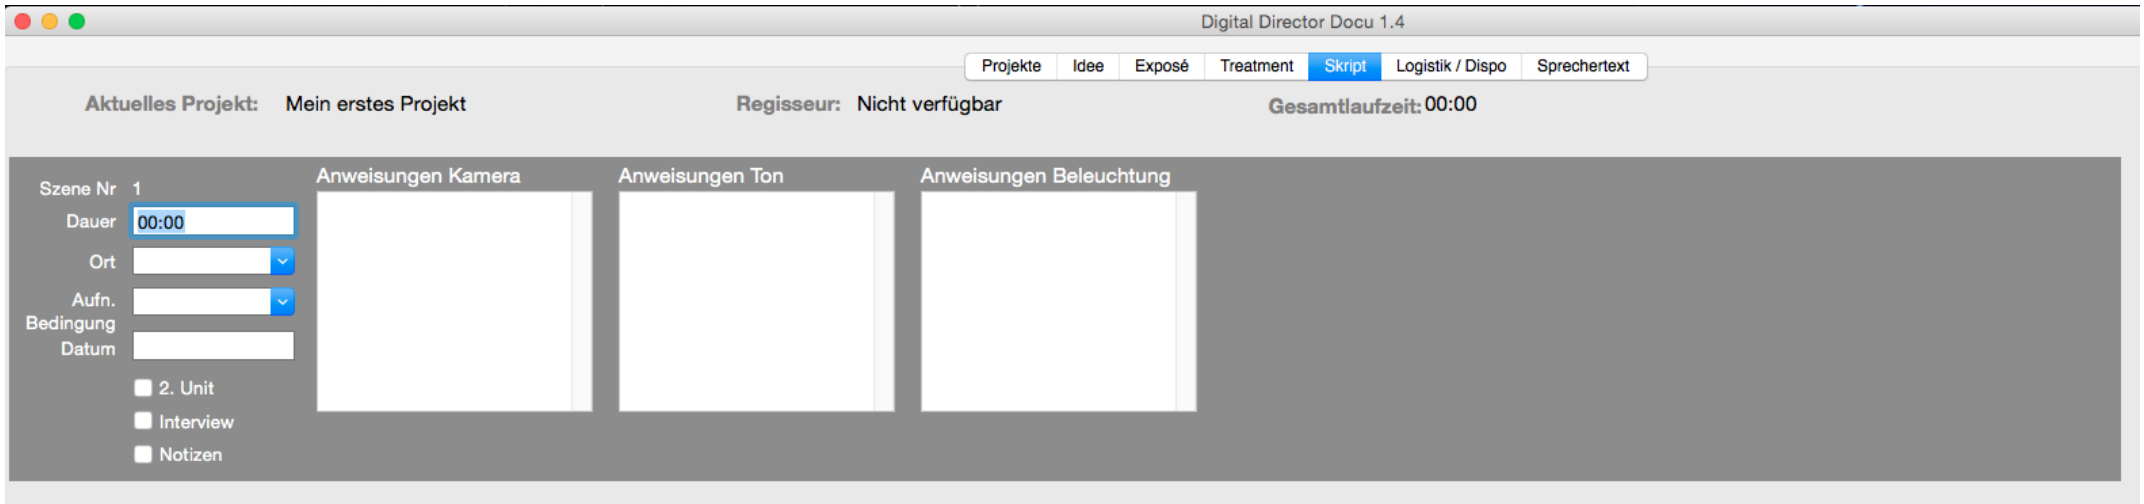 Digital Director Docu 1.4
Projekte Idee Exposé Treatment Skript Logistik / Dispo Sprechertext
Aktuelles Projekt: Mein erstes Projekt Regisseur: Nicht verfügbar Gesamtlaufzeit: 00:00
Anweisungen Kamera Anweisungen Ton Anweisungen Beleuchtung
Szene Nr 1
Dauer 00:00
Ort
Aufn.
Bedingung
Datum
2. Unit
Interview
Notizen